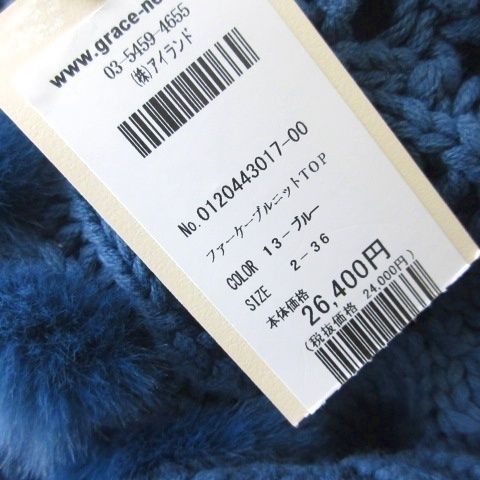 www.grace-ne
03-5459-4655
(株)アイランド
No.0120443017-00
ファーケーブルニットTOP
COLOR 13-ブルー
SIZE 2-36
本体価格 26,400円
(税抜価格 24,000円)